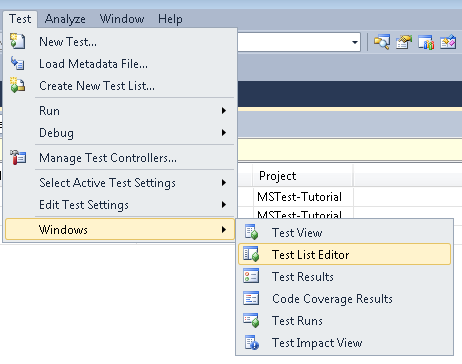 Test Analyze Window Help
New Test...
Load Metadata File...
Create New Test List...
Run
Debug
Manage Test Controllers...
Select Active Test Settings
Project
MSTest-Tutorial
Edit Test Settings
MSTest-Tutorial
Windows
Test View
Test List Editor
Test Results
Code Coverage Results
Test Runs
Test Impact View